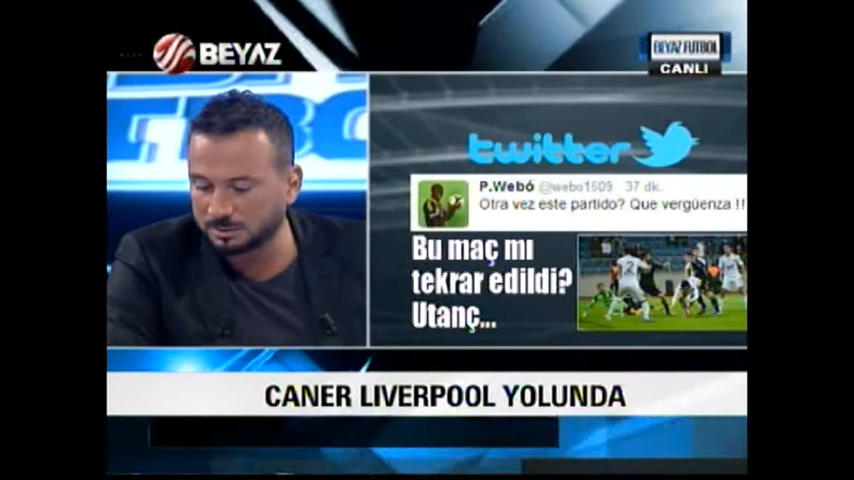 BEYAZ
BEYAZ FUTBOL
CANLI
twitter
P.Webó @webo1509 · 37 dk.
Otra vez este partido? Que vergüenza !!
Bu maç mı
tekrar edildi?
Utanç...
CANER LIVERPOOL YOLUNDA